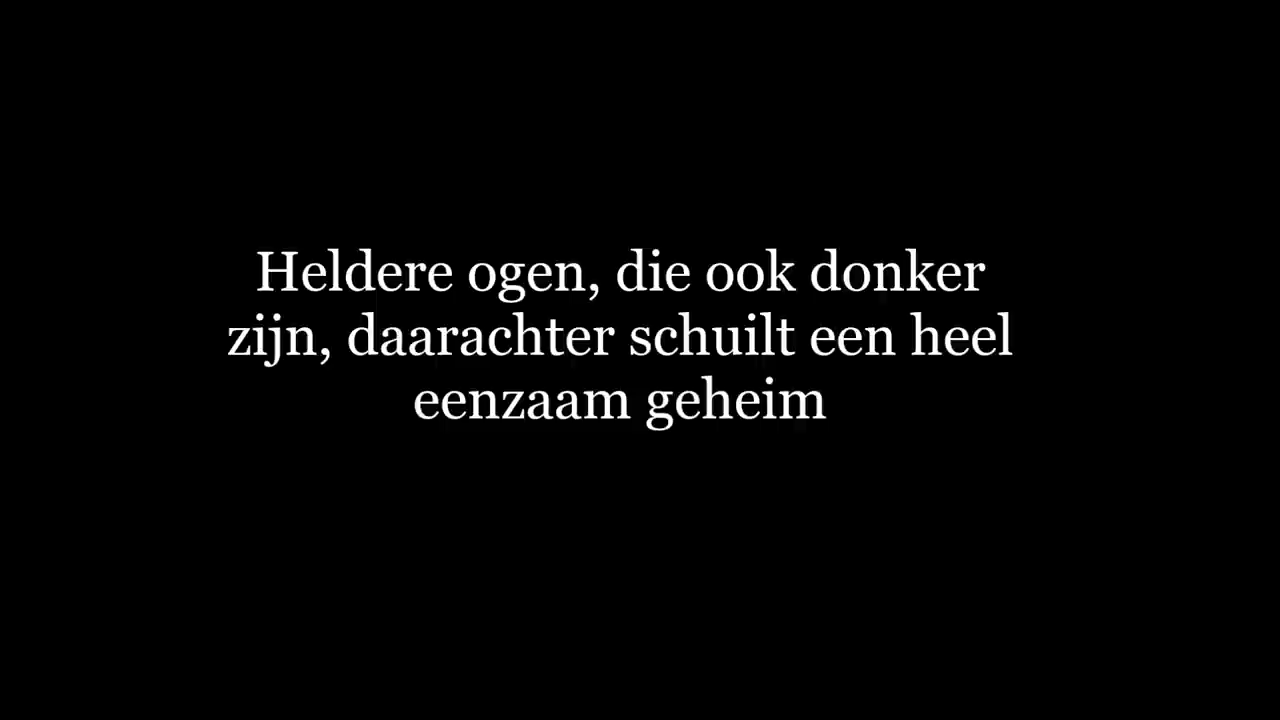 Heldere ogen, die ook donker
zijn, daarachter schuilt een heel
eenzaam geheim